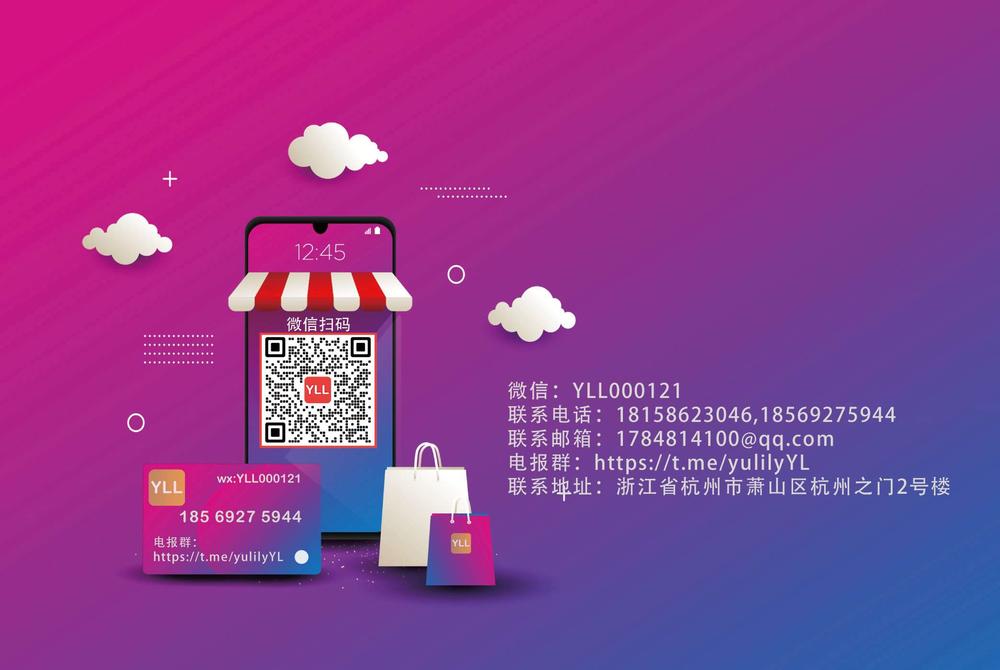 12:45
微信扫码
YLL
微信：YLL000121
联系电话：18158623046,18569275944
联系邮箱：1784814100@qq.com
电报群：https://t.me/yulilyYL
联系地址：浙江省杭州市萧山区杭州之门2号楼
YLL
wx:YLL000121
185 6927 5944
电报群：
https://t.me/yulilyYL
YLL